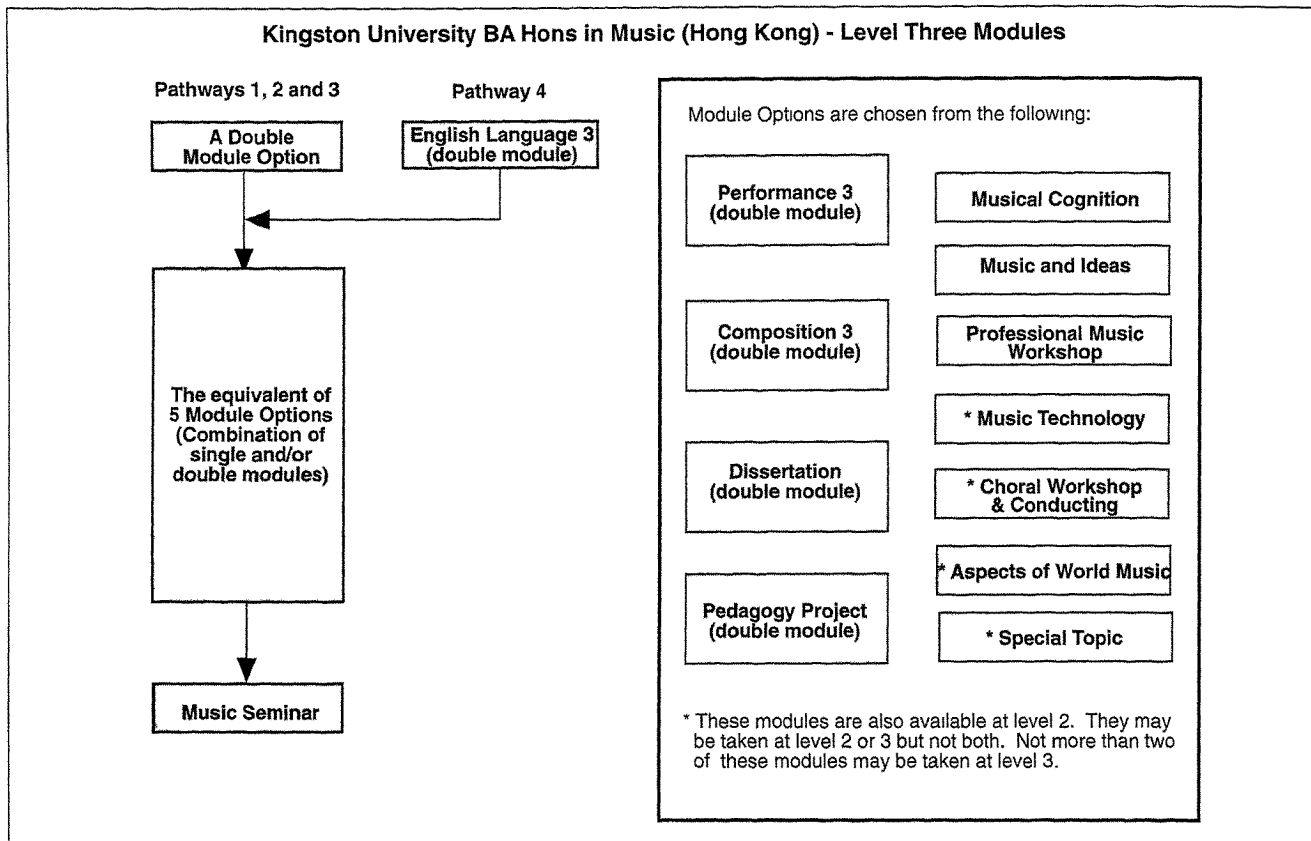 Kingston University BA Hons in Music (Hong Kong) - Level Three Modules
Pathways 1, 2 and 3
Pathway 4
A Double
Module Option
English Language 3
(double module)
The equivalent of
5 Module Options
(Combination of
single and/or
double modules)
Music Seminar
Module Options are chosen from the following:
Performance 3
(double module)
Composition 3
(double module)
Dissertation
(double module)
Pedagogy Project
(double module)
Musical Cognition
Music and Ideas
Professional Music
Workshop
* Music Technology
* Choral Workshop
& Conducting
* Aspects of World Music
* Special Topic
* These modules are also available at level 2. They may
be taken at level 2 or 3 but not both. Not more than two
of these modules may be taken at level 3.